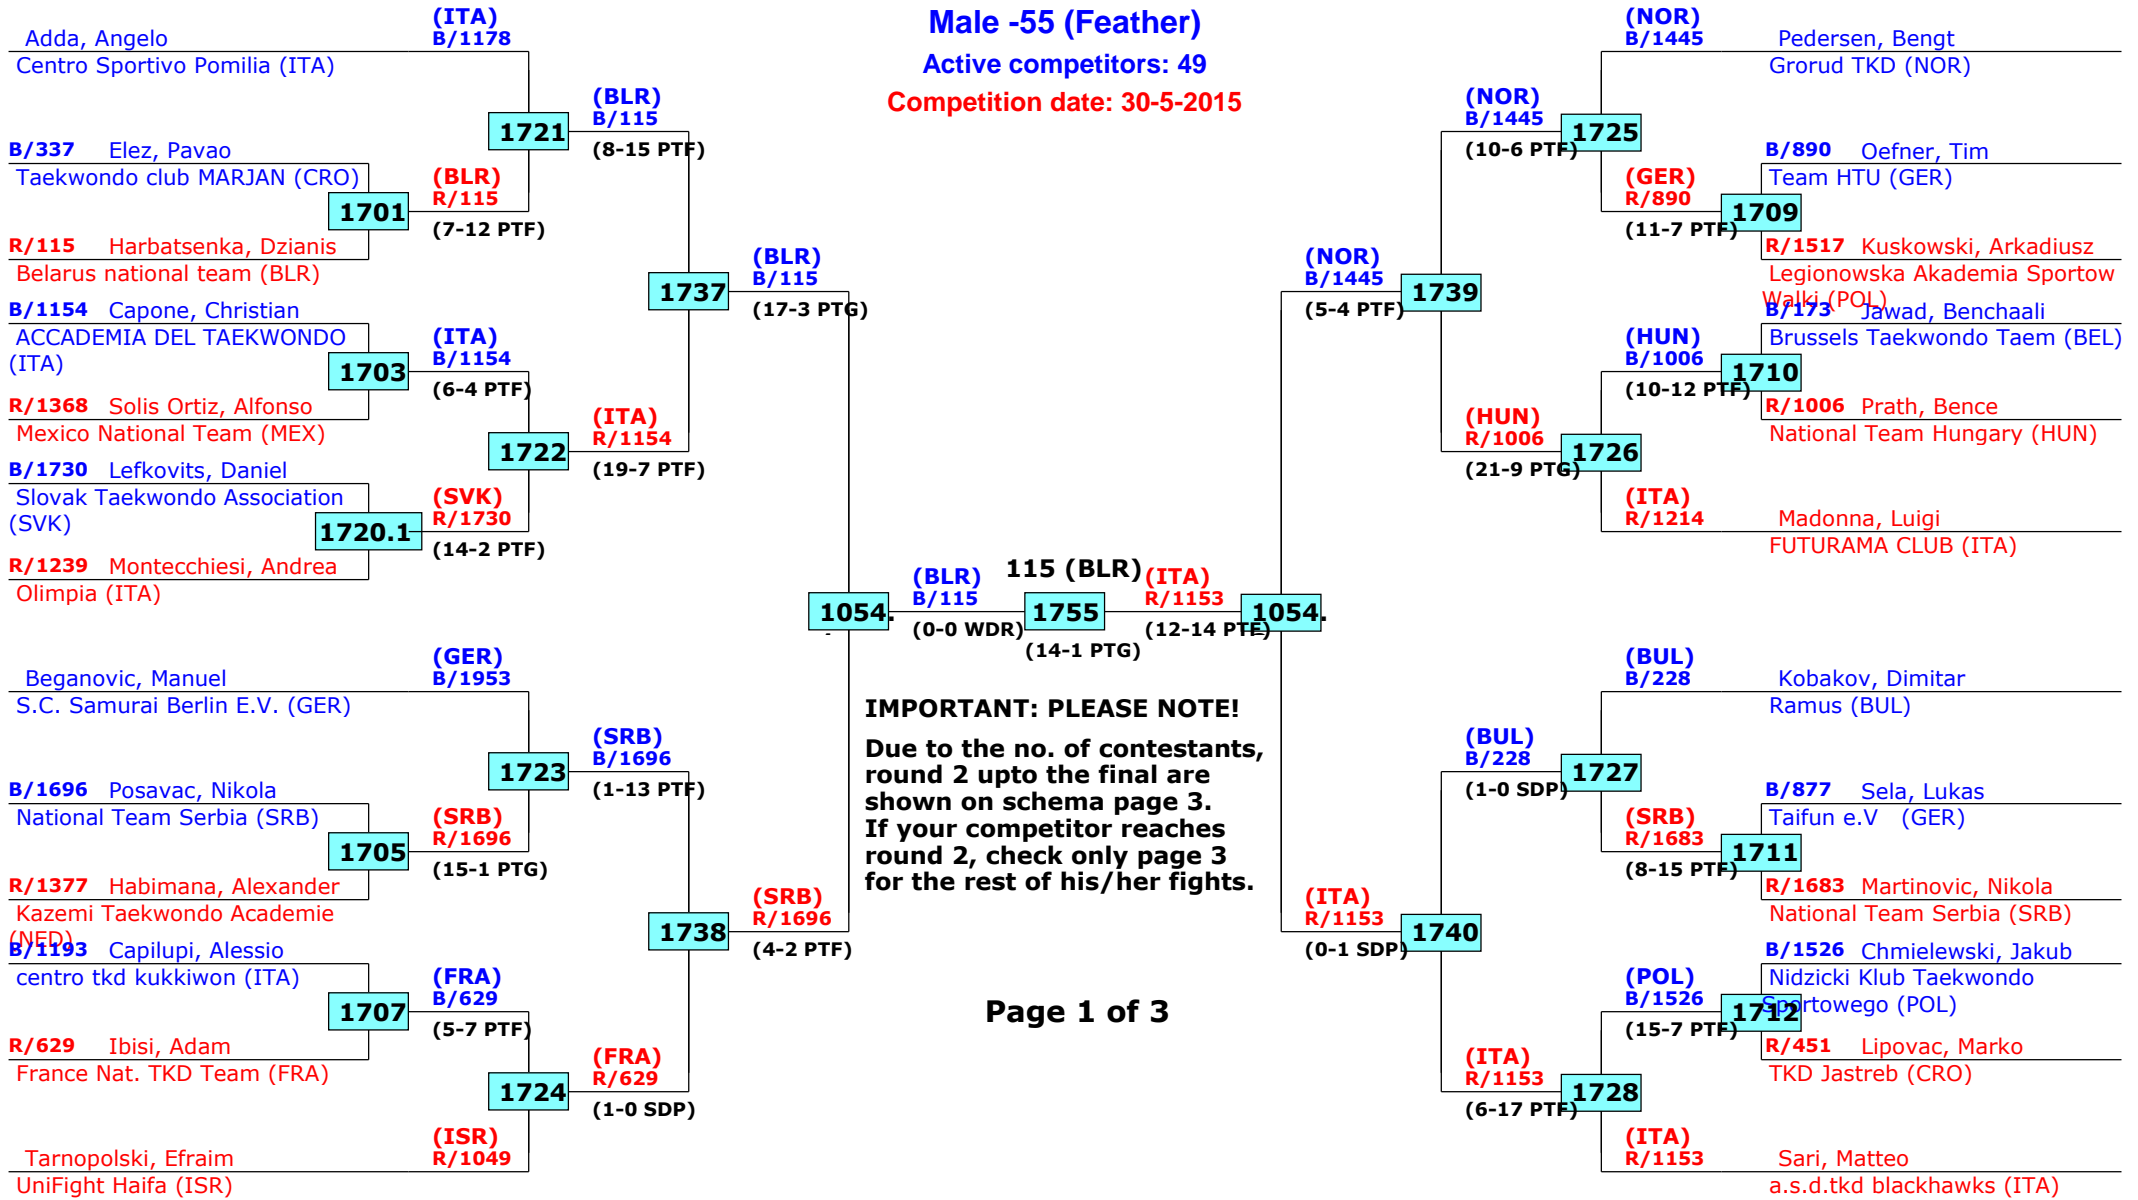 Male -55 (Feather)
Active competitors: 49
Competition date: 30-5-2015
(ITA)
Adda, Angelo
B/1178
Centro Sportivo Pomilia (ITA)
1721
(BLR)
B/115
(8-15 PTF)
B/337 Elez, Pavao
Taekwondo club MARJAN (CRO)
1701
(BLR)
R/115
(7-12 PTF)
R/115 Harbatsenka, Dzianis
Belarus national team (BLR)
1737
(BLR)
B/115
(17-3 PTG)
B/1154 Capone, Christian
ACCADEMIA DEL TAEKWONDO
(ITA)
1703
(ITA)
B/1154
(6-4 PTF)
R/1368 Solis Ortiz, Alfonso
Mexico National Team (MEX)
1722
(ITA)
R/1154
(19-7 PTF)
B/1730 Lefkovits, Daniel
Slovak Taekwondo Association
(SVK)
1720.1
(SVK)
R/1730
(14-2 PTF)
R/1239 Montecchiesi, Andrea
Olimpia (ITA)
1054.
(BLR)
B/115
(0-0 WDR)
115 (BLR)
1755
(14-1 PTG)
(ITA)
R/1153
(12-14 PTF)
1054.
(GER)
Beganovic, Manuel
B/1953
S.C. Samurai Berlin E.V. (GER)
1723
(SRB)
B/1696
(1-13 PTF)
B/1696 Posavac, Nikola
National Team Serbia (SRB)
1705
(SRB)
R/1696
(15-1 PTG)
R/1377 Habimana, Alexander
Kazemi Taekwondo Academie
(NED)
1738
(SRB)
R/1696
(4-2 PTF)
B/1193 Capilupi, Alessio
centro tkd kukkiwon (ITA)
1707
(FRA)
B/629
(5-7 PTF)
R/629 Ibisi, Adam
France Nat. TKD Team (FRA)
1724
(FRA)
R/629
(1-0 SDP)
(ISR)
Tarnopolski, Efraim
R/1049
UniFight Haifa (ISR)
IMPORTANT: PLEASE NOTE!
Due to the no. of contestants,
round 2 upto the final are
shown on schema page 3.
If your competitor reaches
round 2, check only page 3
for the rest of his/her fights.
Page 1 of 3
(NOR)
B/1445
Pedersen, Bengt
Grorud TKD (NOR)
(NOR)
B/1445
(10-6 PTF)
1725
B/890 Oefner, Tim
Team HTU (GER)
(GER)
R/890
(11-7 PTF)
1709
R/1517 Kuskowski, Arkadiusz
Legionowska Akademia Sportow
Walki (POL)
(NOR)
B/1445
(5-4 PTF)
1739
B/173 Jawad, Benchaali
Brussels Taekwondo Taem (BEL)
(HUN)
B/1006
(10-12 PTF)
1710
R/1006 Prath, Bence
National Team Hungary (HUN)
(HUN)
R/1006
(21-9 PTG)
1726
(ITA)
R/1214
Madonna, Luigi
FUTURAMA CLUB (ITA)
(BUL)
B/228
Kobakov, Dimitar
Ramus (BUL)
(BUL)
B/228
(1-0 SDP)
1727
B/877 Sela, Lukas
Taifun e.V (GER)
(SRB)
R/1683
(8-15 PTF)
1711
R/1683 Martinovic, Nikola
National Team Serbia (SRB)
(ITA)
R/1153
(0-1 SDP)
1740
B/1526 Chmielewski, Jakub
Nidzicki Klub Taekwondo
Sportowego (POL)
(POL)
B/1526
(15-7 PTF)
1712
R/451 Lipovac, Marko
TKD Jastreb (CRO)
(ITA)
R/1153
(6-17 PTF)
1728
(ITA)
R/1153
Sari, Matteo
a.s.d.tkd blackhawks (ITA)